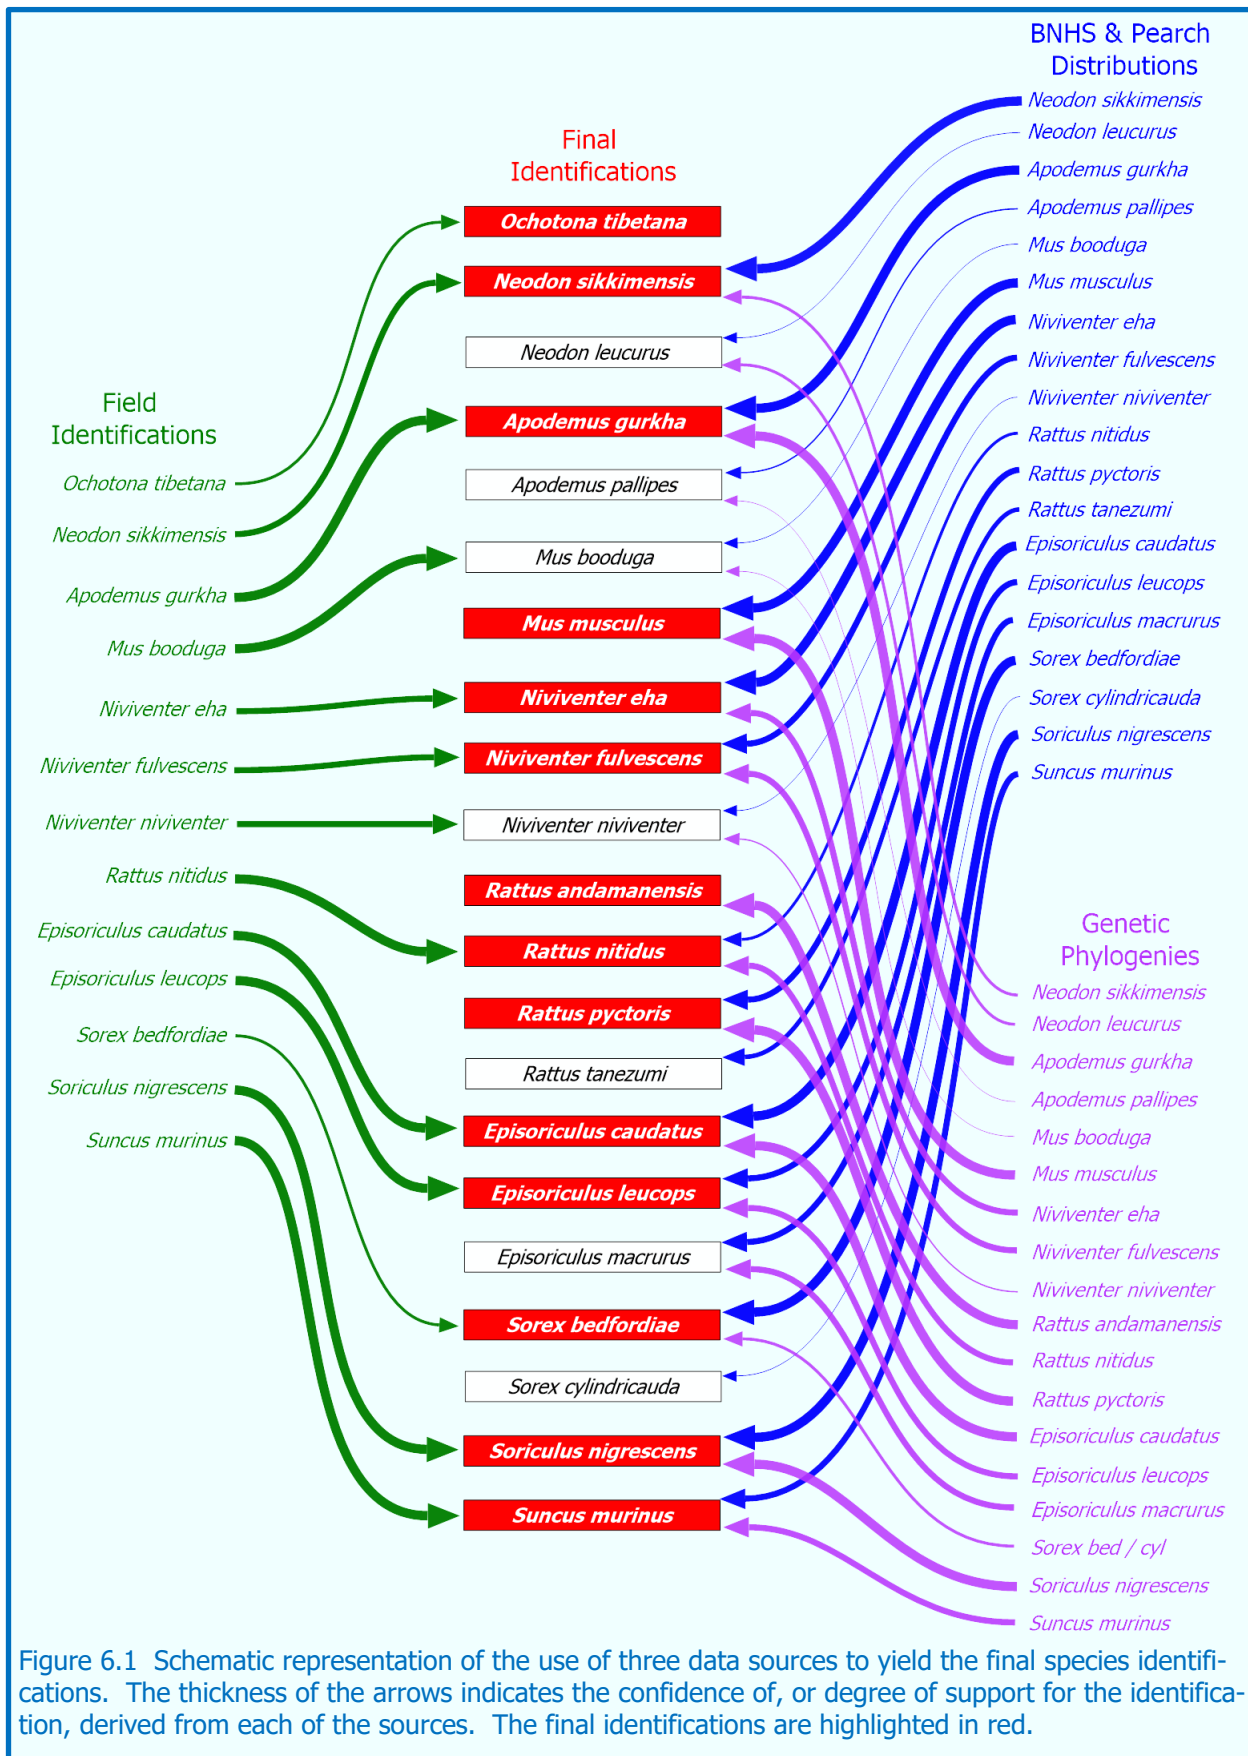 Field
Identifications
Ochotona tibetana
Neodon sikkimensis
Apodemus gurkha
Mus booduga
Niviventer eha
Niviventer fulvescens
Niviventer niviventer
Rattus nitidus
Episoriculus caudatus
Episoriculus leucops
Sorex bedfordiae
Soriculus nigrescens
Suncus murinus
Final
Identifications
Ochotona tibetana
Neodon sikkimensis
Neodon leucurus
Apodemus gurkha
Apodemus pallipes
Mus booduga
Mus musculus
Niviventer eha
Niviventer fulvescens
Niviventer niviventer
Rattus andamanensis
Rattus nitidus
Rattus pyctoris
Rattus tanezumi
Episoriculus caudatus
Episoriculus leucops
Episoriculus macrurus
Sorex bedfordiae
Sorex cylindricauda
Soriculus nigrescens
Suncus murinus
BNHS & Pearch
Distributions
Neodon sikkimensis
Neodon leucurus
Apodemus gurkha
Apodemus pallipes
Mus booduga
Mus musculus
Niviventer eha
Niviventer fulvescens
Niviventer niviventer
Rattus nitidus
Rattus pyctoris
Rattus tanezumi
Episoriculus caudatus
Episoriculus leucops
Episoriculus macrurus
Sorex bedfordiae
Sorex cylindricauda
Soriculus nigrescens
Suncus murinus
Genetic
Phylogenies
Neodon sikkimensis
Neodon leucurus
Apodemus gurkha
Apodemus pallipes
Mus booduga
Mus musculus
Niviventer eha
Niviventer fulvescens
Niviventer niviventer
Rattus andamanensis
Rattus nitidus
Rattus pyctoris
Episoriculus caudatus
Episoriculus leucops
Episoriculus macrurus
Sorex bed / cyl
Soriculus nigrescens
Suncus murinus
Figure 6.1 Schematic representation of the use of three data sources to yield the final species identifi-
cations. The thickness of the arrows indicates the confidence of, or degree of support for the identifica-
tion, derived from each of the sources. The final identifications are highlighted in red.